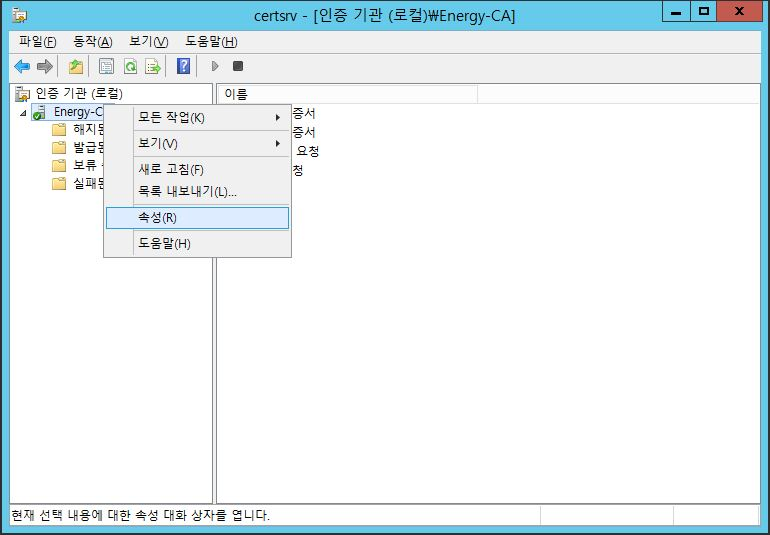 certsrv - [인증 기관 (로컬)₩Energy-CA]
파일(F) 동작(A) 보기(V) 도움말(H)
인증 기관 (로컬)
Energy-C
해지된
발급된
보류
실패한
이름
증서
증서
요청
청
모든 작업(K)
보기(V)
새로 고침(F)
목록 내보내기(L)...
속성(R)
도움말(H)
현재 선택 내용에 대한 속성 대화 상자를 엽니다.